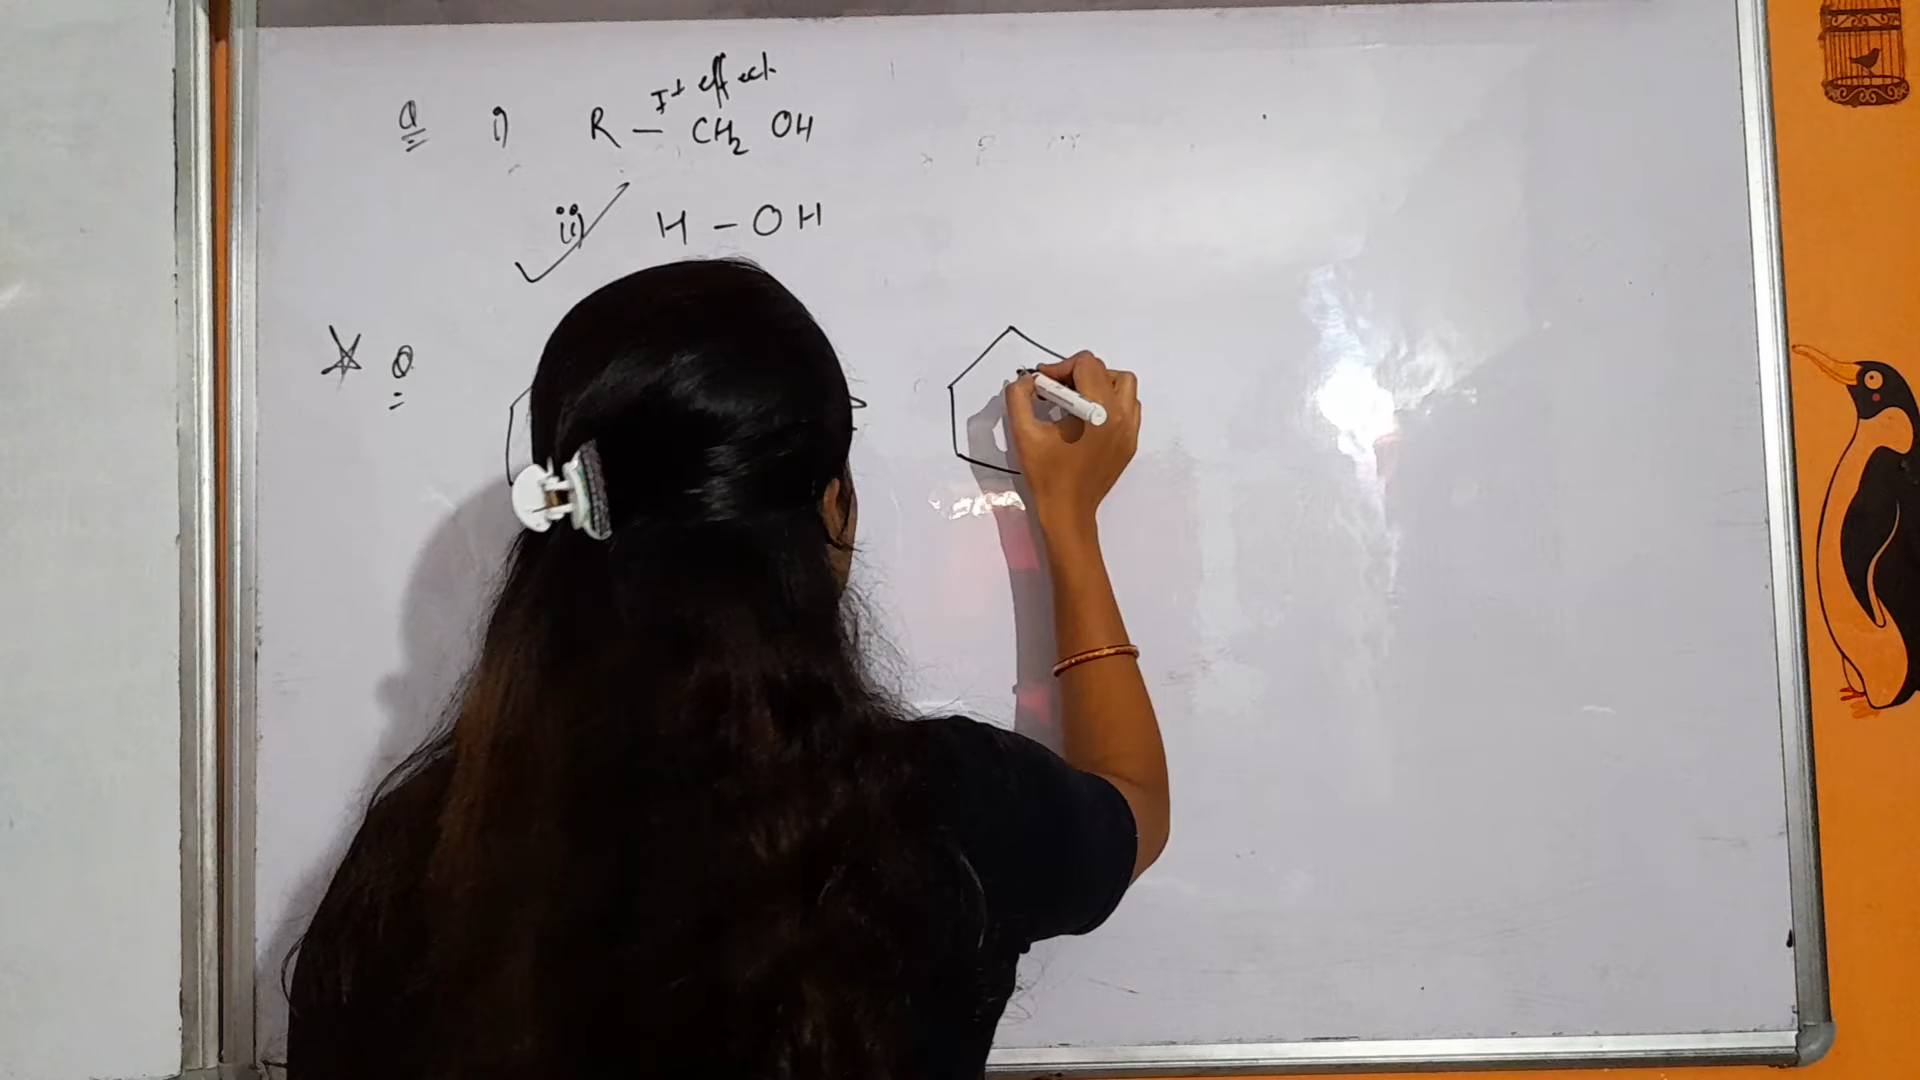 I+ effect
Q i) R — CH2 OH
ii) H – OH
Q